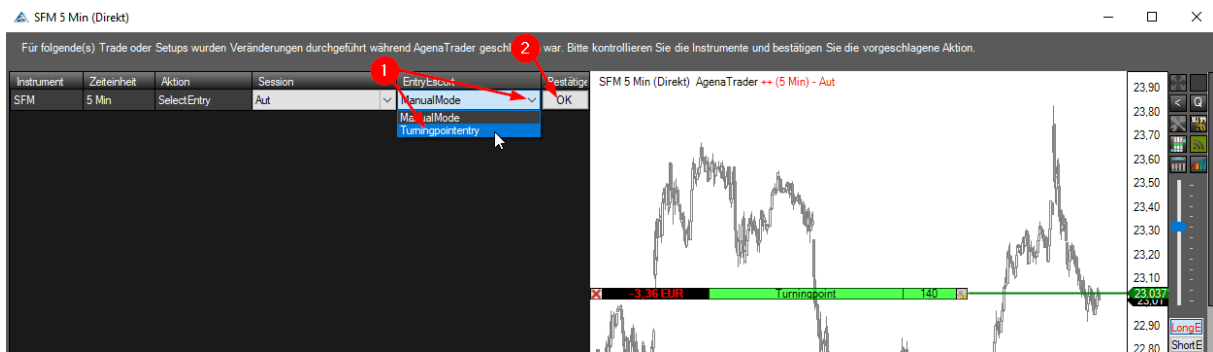 SFM 5 Min (Direkt)
Für folgende(s) Trade oder Setups wurden Veränderungen durchgeführt während AgenaTrader war. Bitte kontrollieren Sie die Instrumente und bestätigen Sie die vorgeschlagene Aktion.
2
1
Instrument Zeiteinheit Aktion Session EntryEscort Bestätige
SFM 5 Min SelectEntry Aut ManualMode OK
ManualMode
Turningpointentry
SFM 5 Min (Direkt) AgenaTrader ++ (5 Min) - Aut
23,90
< Q
23,80
23,70
23,60
23,50
23,40
23,30
23,20
23,10
-3,36 EUR Turningpoint 140
23,037
23,01
22,90
LongE
22,80
ShortE